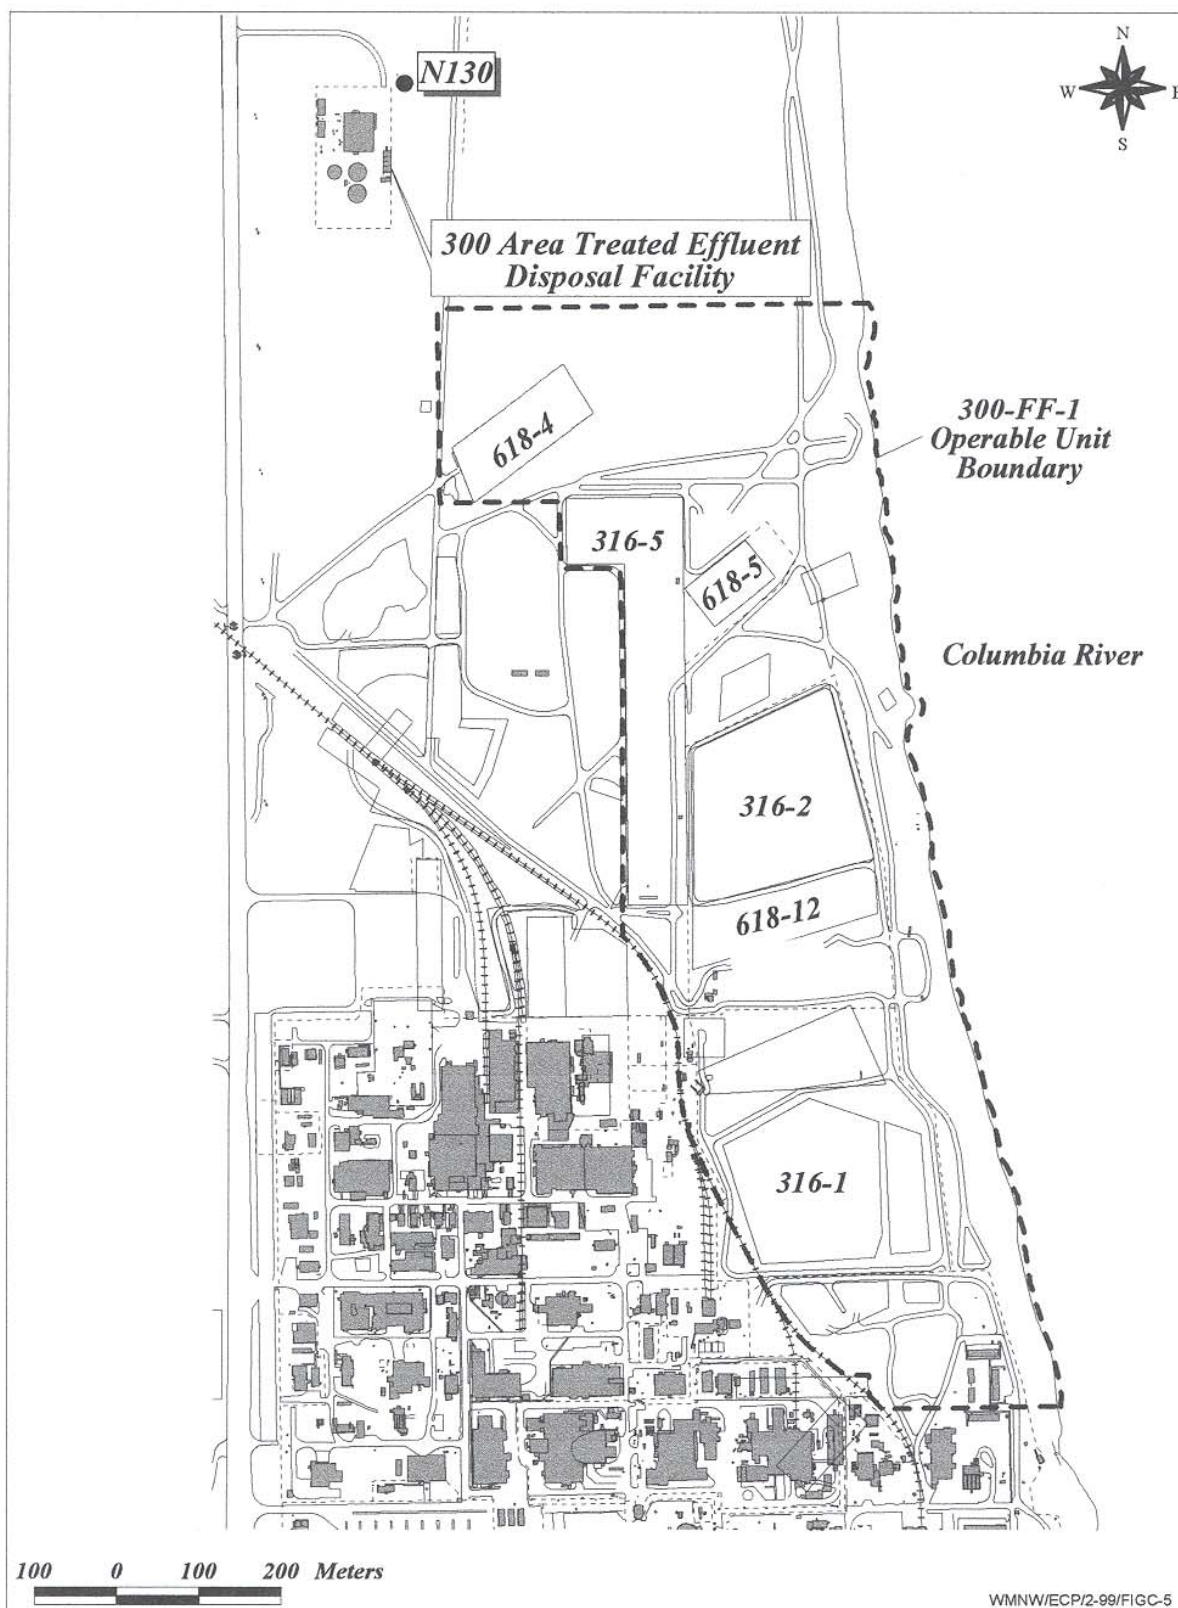 N
W
E
S
N130
300 Area Treated Effluent
Disposal Facility
618-4
300-FF-1
Operable Unit
Boundary
316-5
618-5
Columbia River
316-2
618-12
316-1
100 0 100 200 Meters
WMNW/ECP/2-99/FIGC-5